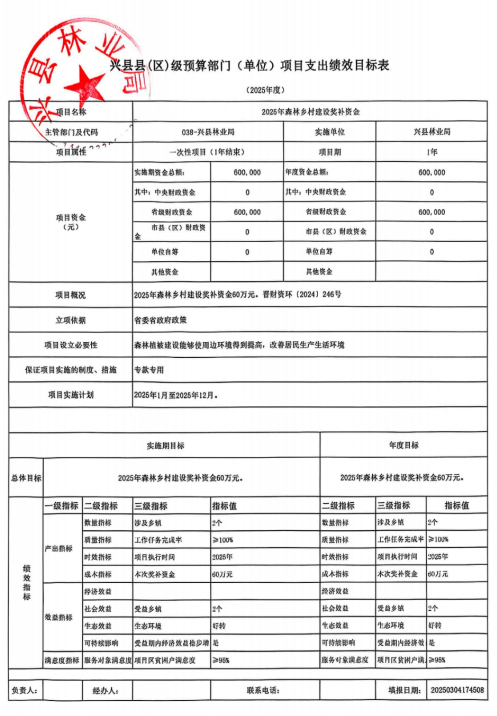 兴县林业局
兴县县(区)级预算部门（单位）项目支出绩效目标表
（2025年度）
项目名称 2025年森林乡村建设奖补资金
主管部门及代码 038-兴县林业局 实施单位 兴县林业局
项目属性 一次性项目（1年结束） 项目期 1年
项目资金（元） 实施期资金总额： 600,000 年度资金总额： 600,000
其中：中央财政资金 0 其中：中央财政资金 0
省级财政资金 600,000 省级财政资金 600,000
市县（区）财政资金 0 市县（区）财政资金 0
单位自筹 0 单位自筹 0
其他资金 其他资金
项目概况 2025年森林乡村建设奖补资金60万元。晋财资环（2024）246号
立项依据 省委省政府政策
项目设立必要性 森林植被建设能够使周边环境得到提高，改善居民生产生活环境
保证项目实施的制度、措施 专款专用
项目实施计划 2025年1月至2025年12月。
实施期目标 年度目标
总体目标 2025年森林乡村建设奖补资金60万元。 2025年森林乡村建设奖补资金60万元。
绩效指标
一级指标 二级指标 三级指标 指标值 二级指标 三级指标 指标值
产出指标 数量指标 涉及乡镇 2个 数量指标 涉及乡镇 2个
质量指标 工作任务完成率 ≥100% 质量指标 工作任务完成率 ≥100%
时效指标 项目执行时间 2025年 时效指标 项目执行时间 2025年
成本指标 本次奖补资金 60万元 成本指标 本次奖补资金 60万元
效益指标 经济效益 经济效益
社会效益 受益乡镇 2个 社会效益 受益乡镇 2个
生态效益 生态环境 好转 生态效益 生态环境 好转
可持续影响 受益期内经济效益稳步增 是 可持续影响 受益期内经济效 是
满意度指标 服务对象满意度 项目区贫困户满意度 ≥95% 服务对象满意度 项目区贫困户满 ≥95%
负责人： 经办人： 联系电话： 填报日期： 20250304174508